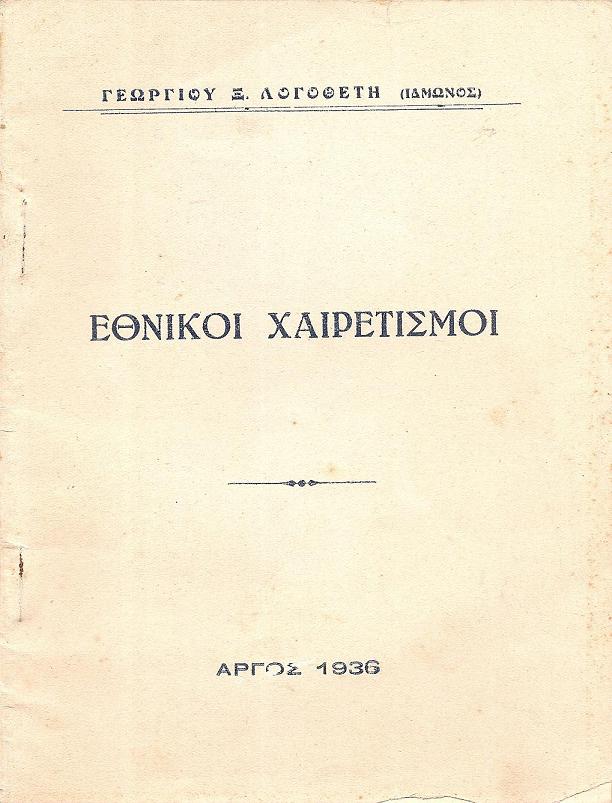 ΓΕΩΡΓΙΟΥ Ξ. ΛΟΓΟΘΕΤΗ (ΙΔΜΩΝΟΣ)
ΕΘΝΙΚΟΙ ΧΑΙΡΕΤΙΣΜΟΙ
ΑΡΓΟΣ 1936